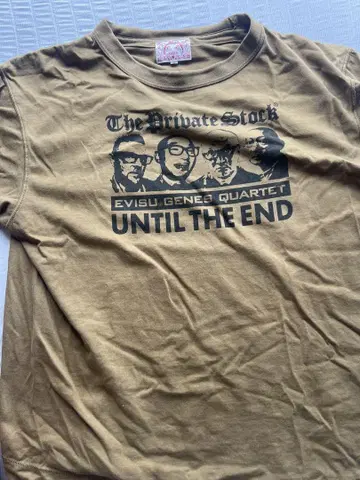 The Private Stock
EVISU GENES QUARTET
UNTIL THE END